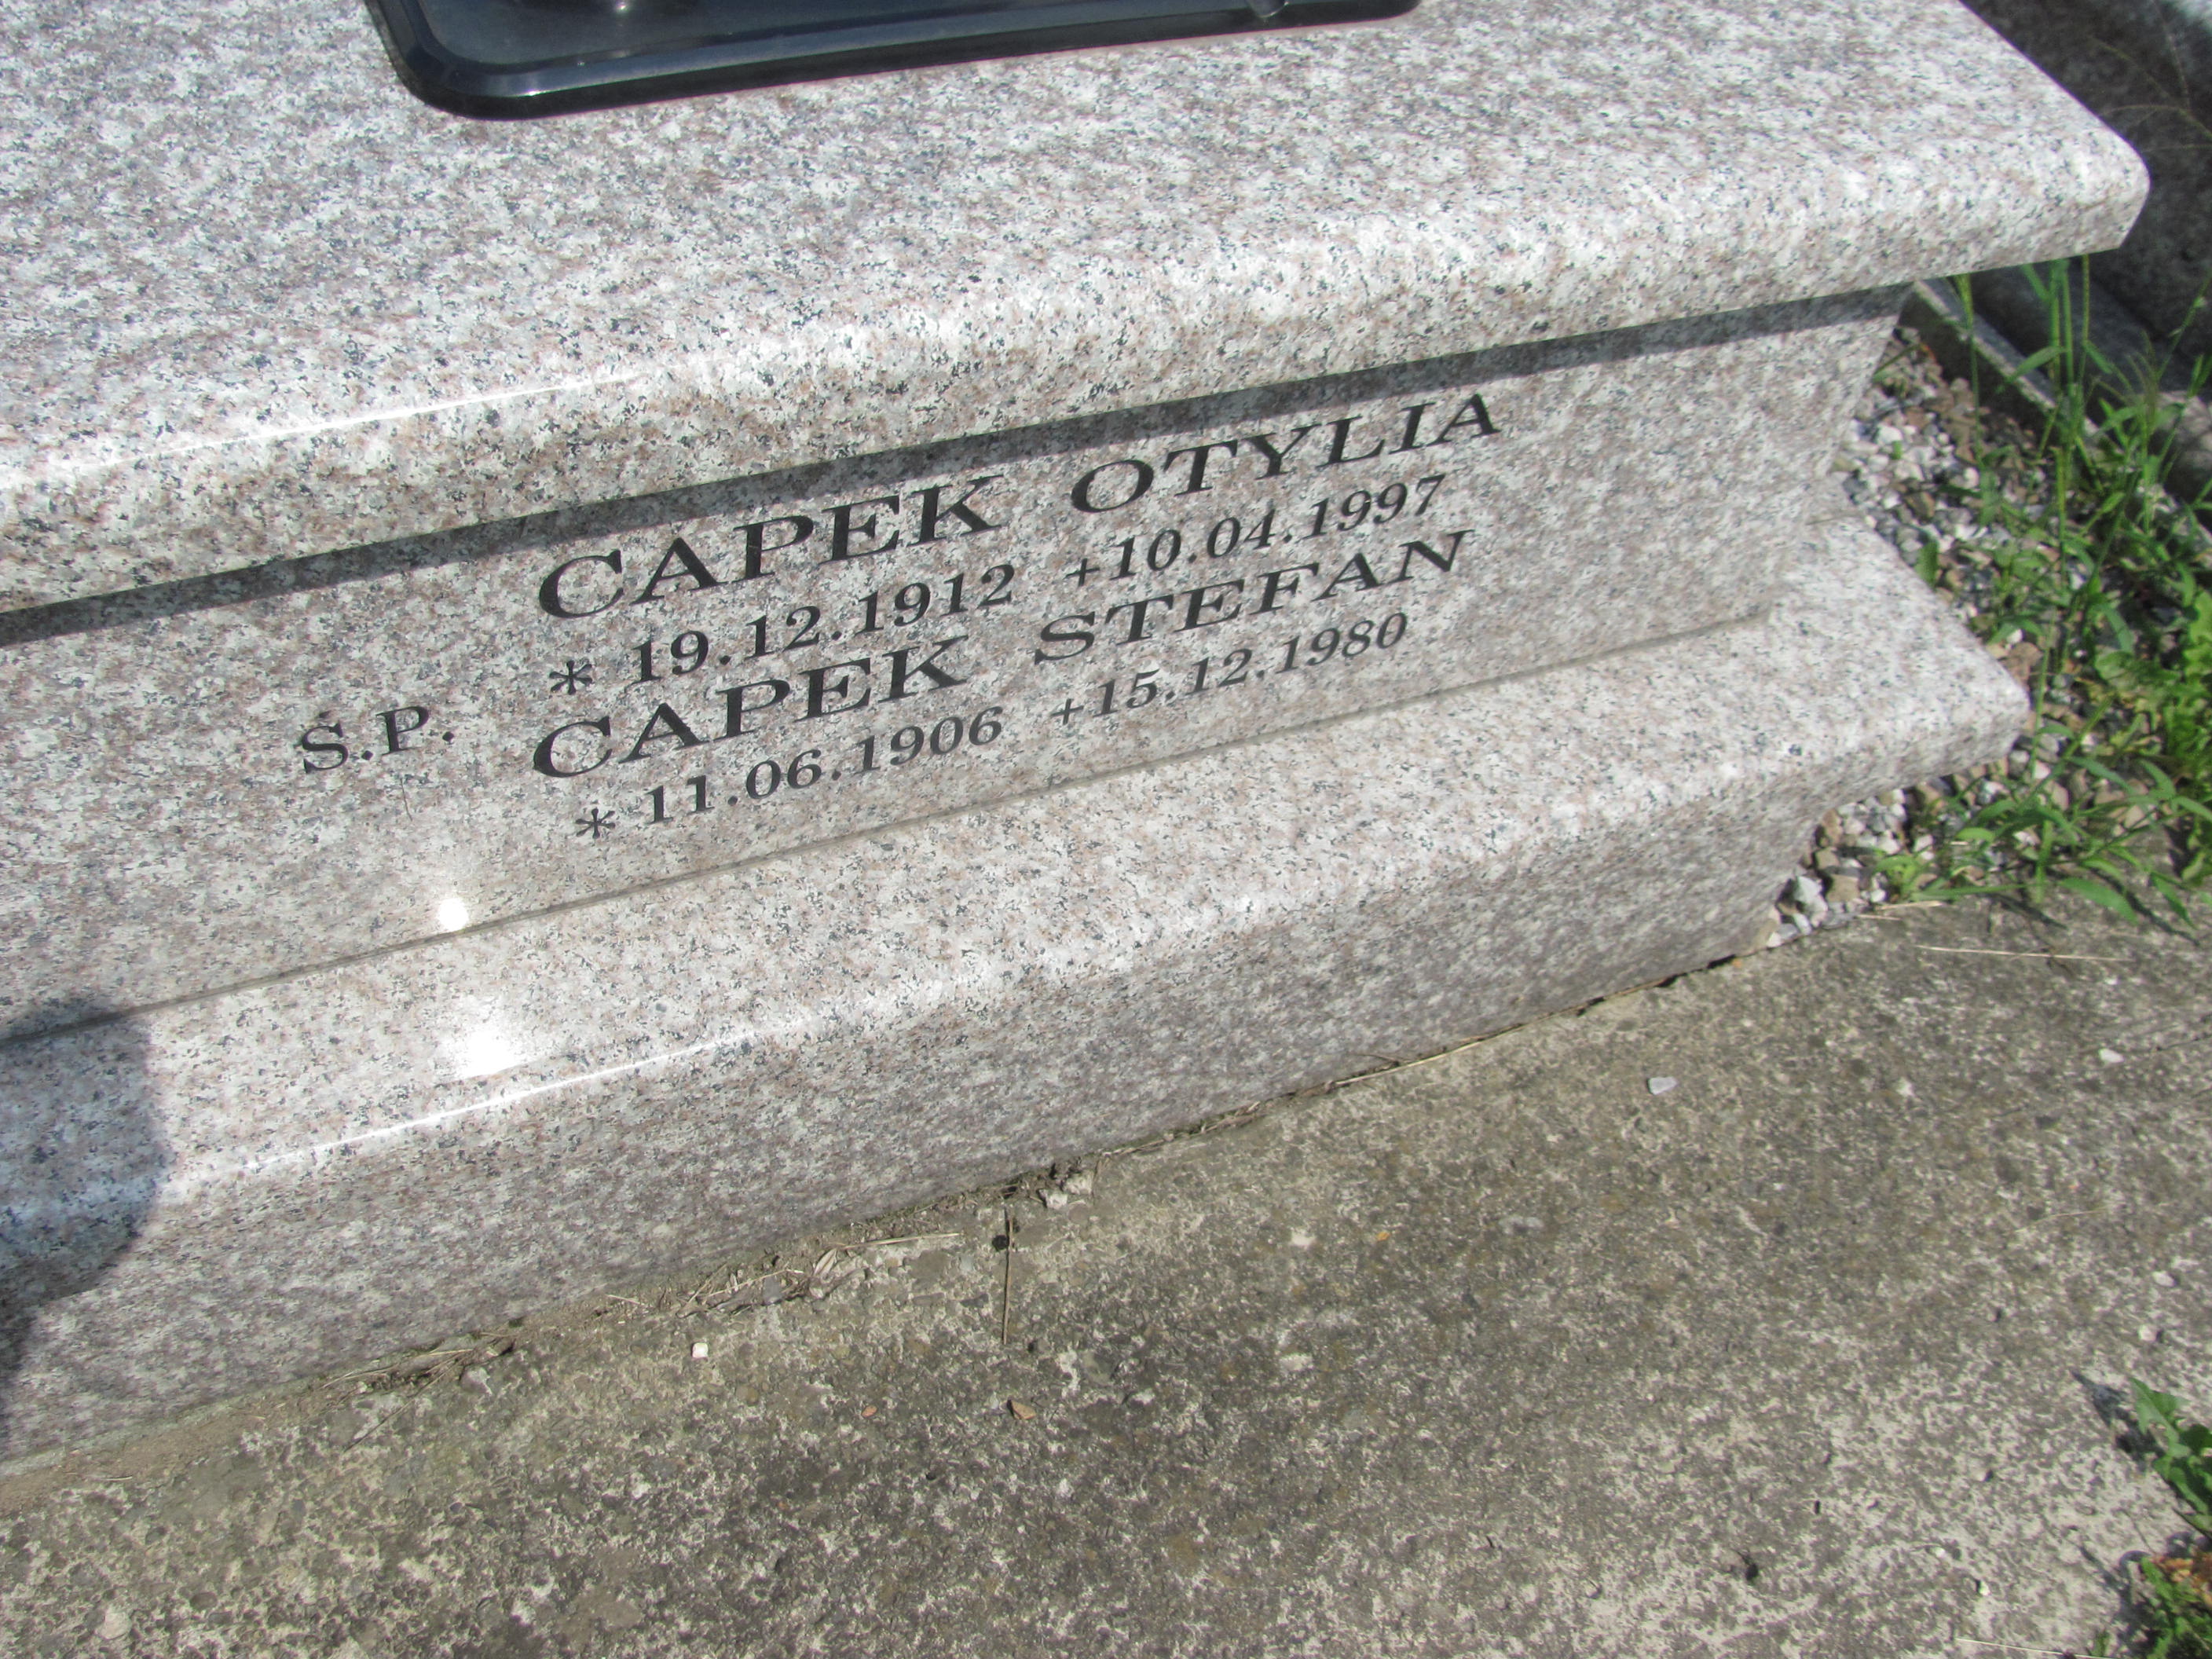 CAPEK OTYLIA
* 19.12.1912 +10.04.1997
Ś.P. CAPEK STEFAN
* 11.06.1906 +15.12.1980